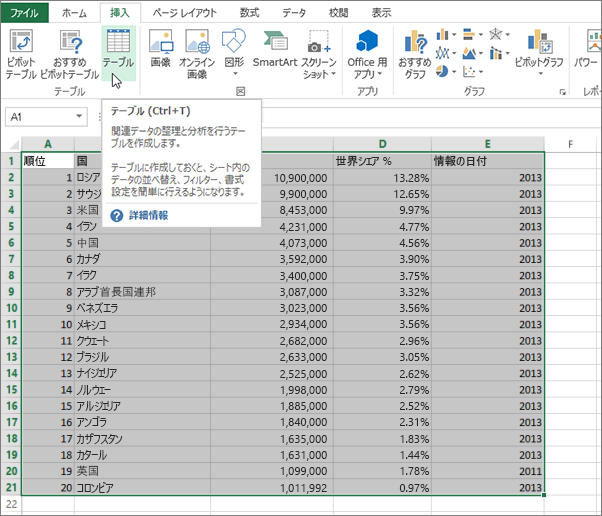 ファイル ホーム 挿入 ページ レイアウト 数式 データ 校閲 表示
ピボット テーブル
おすすめ ピボットテーブル
テーブル
画像
オンライン 画像
図形
SmartArt
スクリーン ショット
Office 用 アプリ
おすすめ グラフ
ピボットグラフ
パワー
テーブル 図 アプリ グラフ レポ
A1
テーブル (Ctrl+T)
関連データの整理と分析を行うテー
ブルを作成します。
テーブルに作成しておくと、シート内の
データの並べ替え、フィルター、書式
設定を簡単に行えるようになります。
詳細情報
A D E F
1 順位 国 世界シェア % 情報の日付
2 1 ロシア 10,900,000 13.28% 2013
3 2 サウジ 9,900,000 12.65% 2013
4 3 米国 8,453,000 9.97% 2013
5 4 イラン 4,231,000 4.77% 2013
6 5 中国 4,073,000 4.56% 2013
7 6 カナダ 3,592,000 3.90% 2013
8 7 イラク 3,400,000 3.75% 2013
9 8 アラブ首長国連邦 3,087,000 3.32% 2013
10 9 ベネズエラ 3,023,000 3.56% 2013
11 10 メキシコ 2,934,000 3.56% 2013
12 11 クウェート 2,682,000 2.96% 2013
13 12 ブラジル 2,633,000 3.05% 2013
14 13 ナイジェリア 2,525,000 2.62% 2013
15 14 ノルウェー 1,998,000 2.79% 2013
16 15 アルジェリア 1,885,000 2.52% 2013
17 16 アンゴラ 1,840,000 2.31% 2013
18 17 カザフスタン 1,635,000 1.83% 2013
19 18 カタール 1,631,000 1.44% 2013
20 19 英国 1,099,000 1.78% 2011
21 20 コロンビア 1,011,992 0.97% 2013
22